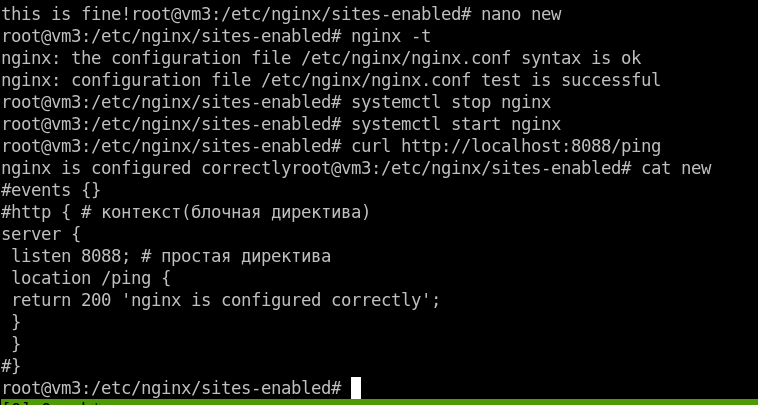 this is fine!root@vm3:/etc/nginx/sites-enabled# nano new
root@vm3:/etc/nginx/sites-enabled# nginx -t
nginx: the configuration file /etc/nginx/nginx.conf syntax is ok
nginx: configuration file /etc/nginx/nginx.conf test is successful
root@vm3:/etc/nginx/sites-enabled# systemctl stop nginx
root@vm3:/etc/nginx/sites-enabled# systemctl start nginx
root@vm3:/etc/nginx/sites-enabled# curl http://localhost:8088/ping
nginx is configured correctlyroot@vm3:/etc/nginx/sites-enabled# cat new
#events {}
#http { # контекст(блочная директива)
server {
 listen 8088; # простая директива
 location /ping {
 return 200 'nginx is configured correctly';
 }
 }
#}
root@vm3:/etc/nginx/sites-enabled#